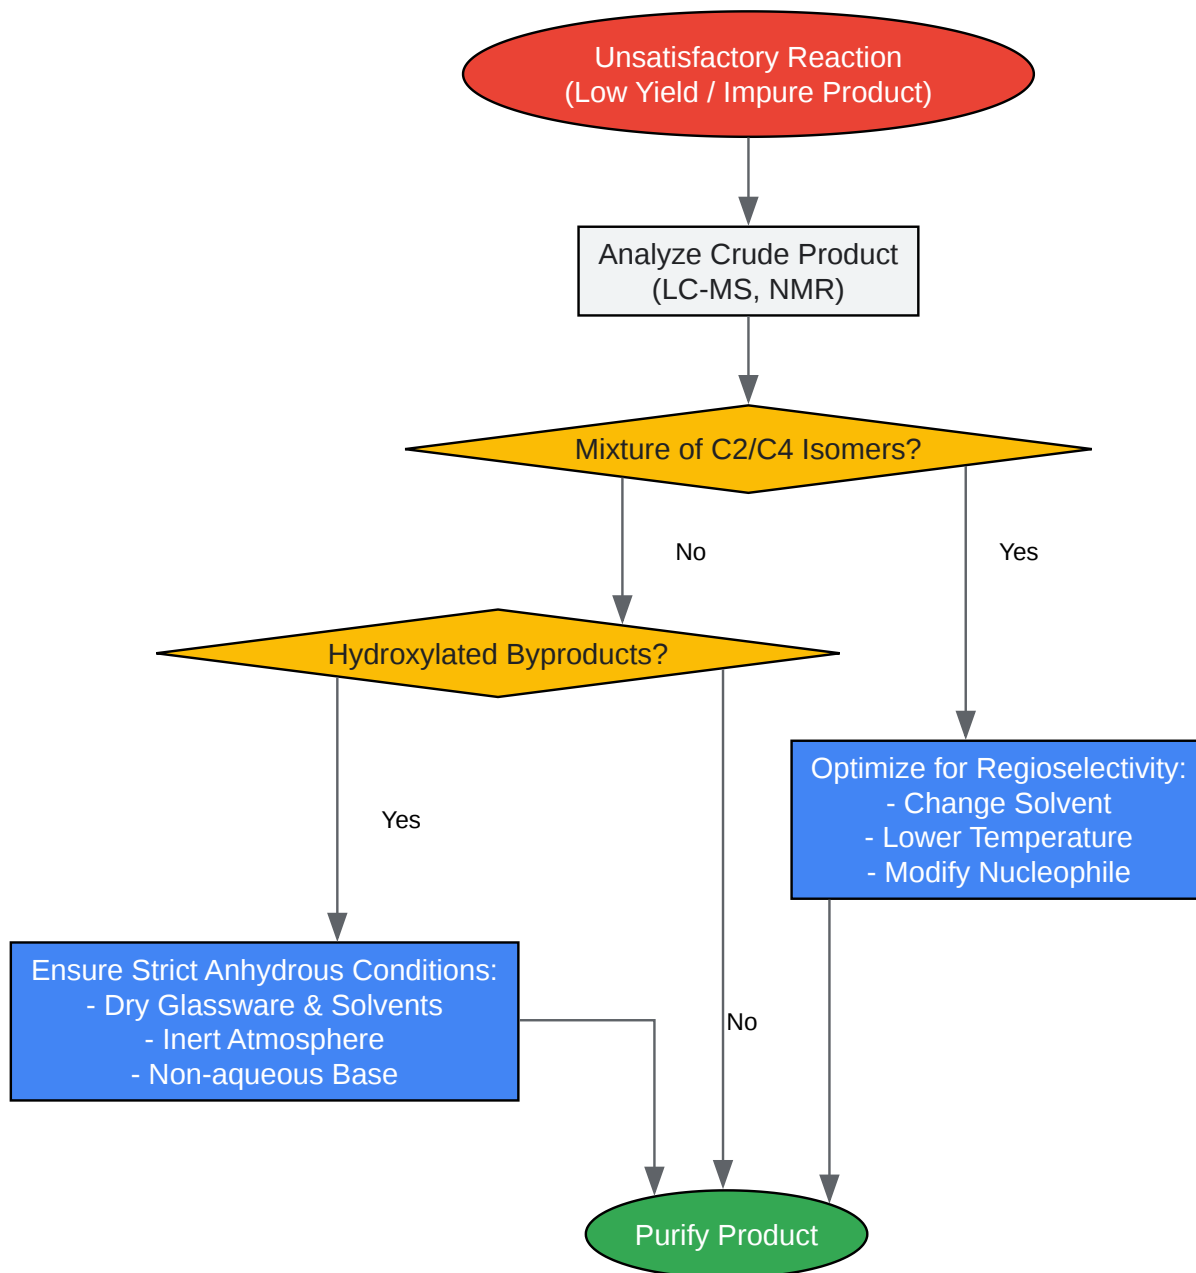 Unsatisfactory Reaction
(Low Yield / Impure Product)
Analyze Crude Product
(LC-MS, NMR)
Mixture of C2/C4 Isomers?
No
Yes
Hydroxylated Byproducts?
Optimize for Regioselectivity:
- Change Solvent
- Lower Temperature
- Modify Nucleophile
Yes
Ensure Strict Anhydrous Conditions:
- Dry Glassware & Solvents
- Inert Atmosphere
- Non-aqueous Base
No
Purify Product